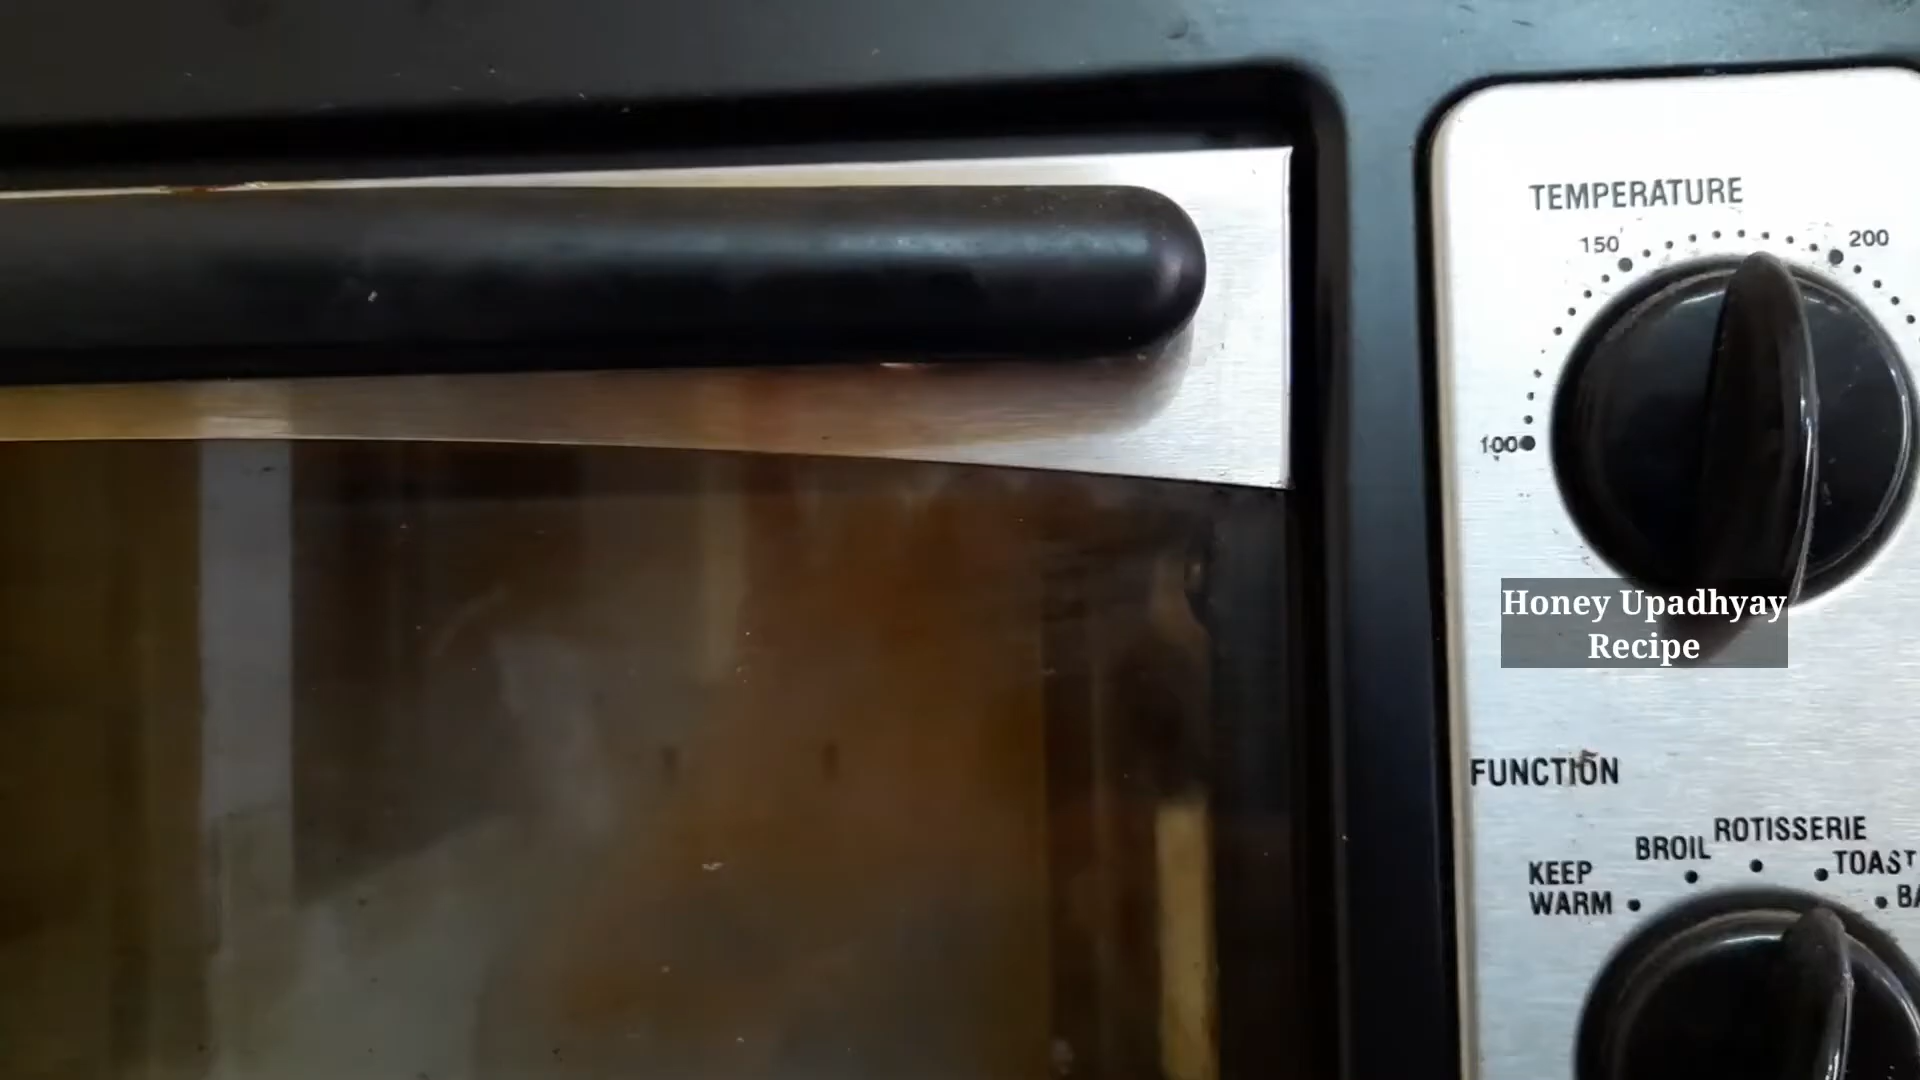 TEMPERATURE
150
200
100
Honey Upadhyay
Recipe
FUNCTION
ROTISSERIE
BROIL
TOAST
KEEP
WARM